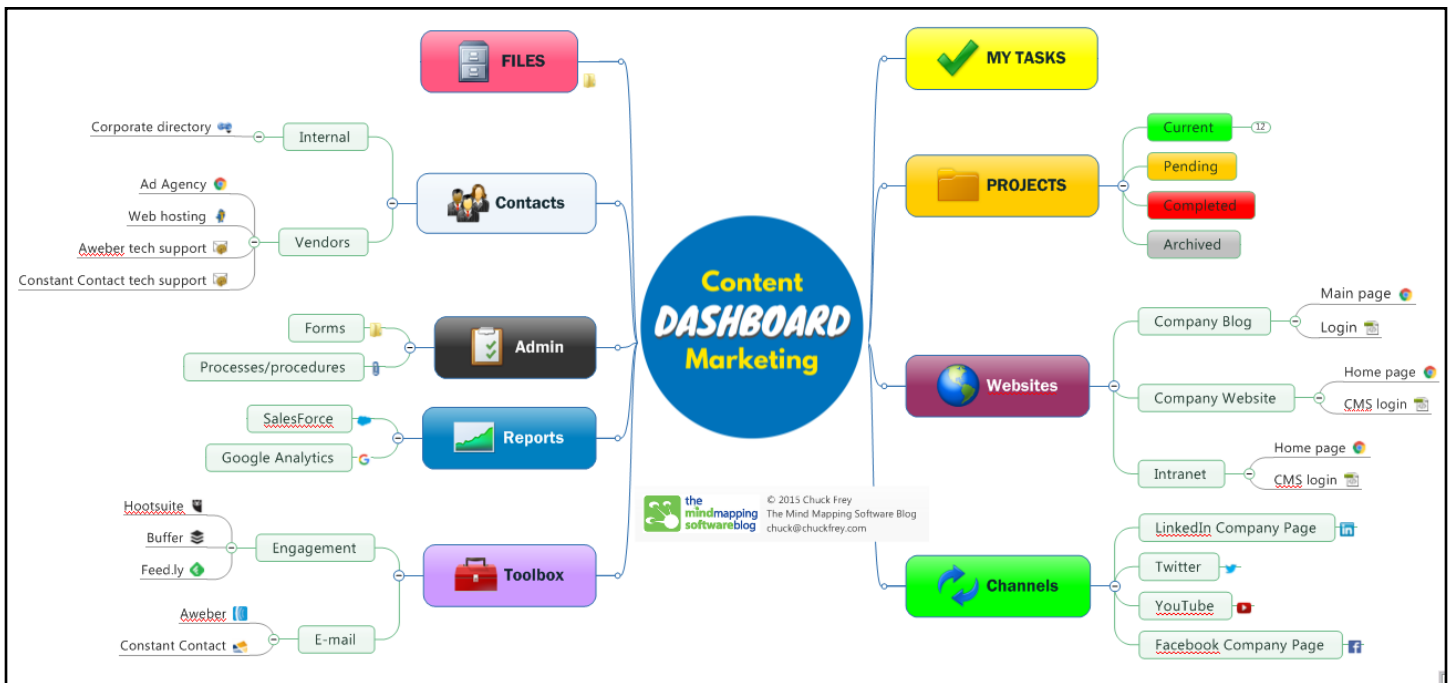 FILES
Corporate directory
Internal
Ad Agency
Web hosting
Aweber tech support
Constant Contact tech support
Vendors
Contacts
Forms
Processes/procedures
Admin
SalesForce
Google Analytics
Reports
Hootsuite
Buffer
Feed.ly
Engagement
Aweber
Constant Contact
E-mail
Toolbox
Content
DASHBOARD
Marketing
the
mindmapping
softwareblog
© 2015 Chuck Frey
The Mind Mapping Software Blog
chuck@chuckfrey.com
MY TASKS
PROJECTS
Current
12
Pending
Completed
Archived
Websites
Company Blog
Main page
Login
Company Website
Home page
CMS login
Intranet
Home page
CMS login
Channels
LinkedIn Company Page
in
Twitter
YouTube
Facebook Company Page
f